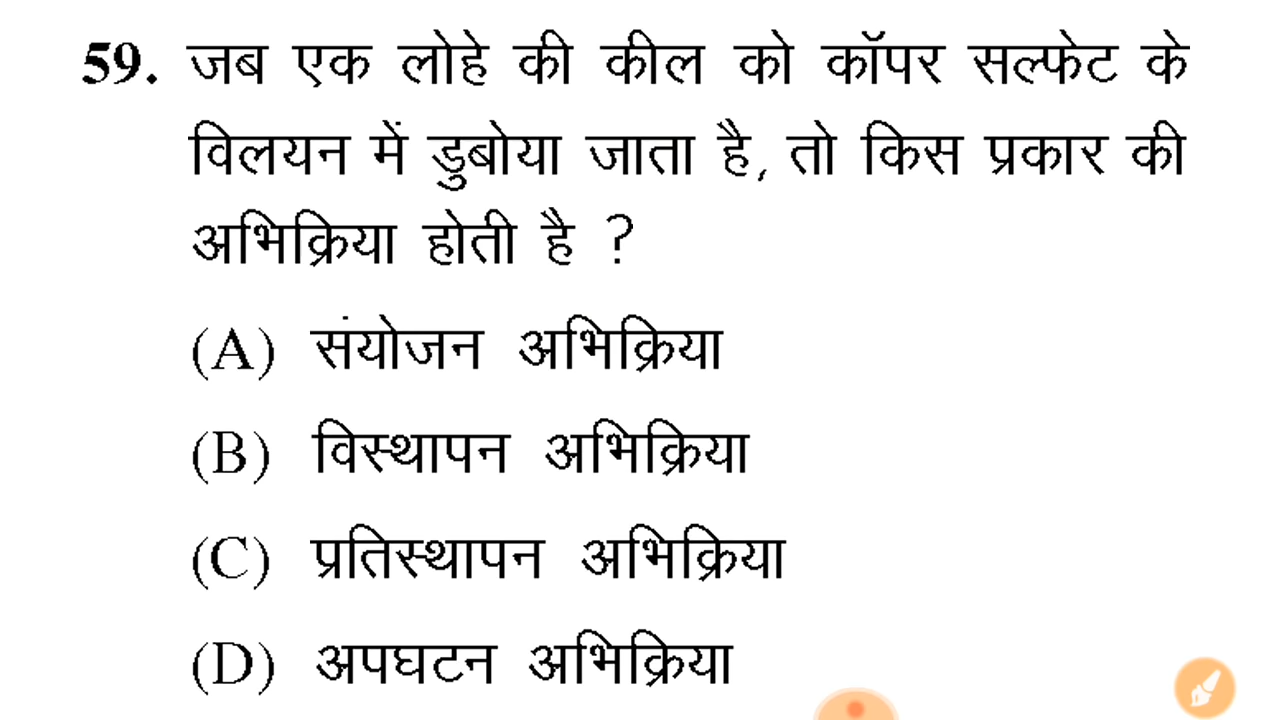 59. जब एक लोहे की कील को कॉपर सल्फेट के
विलयन में डुबोया जाता है, तो किस प्रकार की
अभिक्रिया होती है ?
(A) संयोजन अभिक्रिया
(B) विस्थापन अभिक्रिया
(C) प्रतिस्थापन अभिक्रिया
(D) अपघटन अभिक्रिया